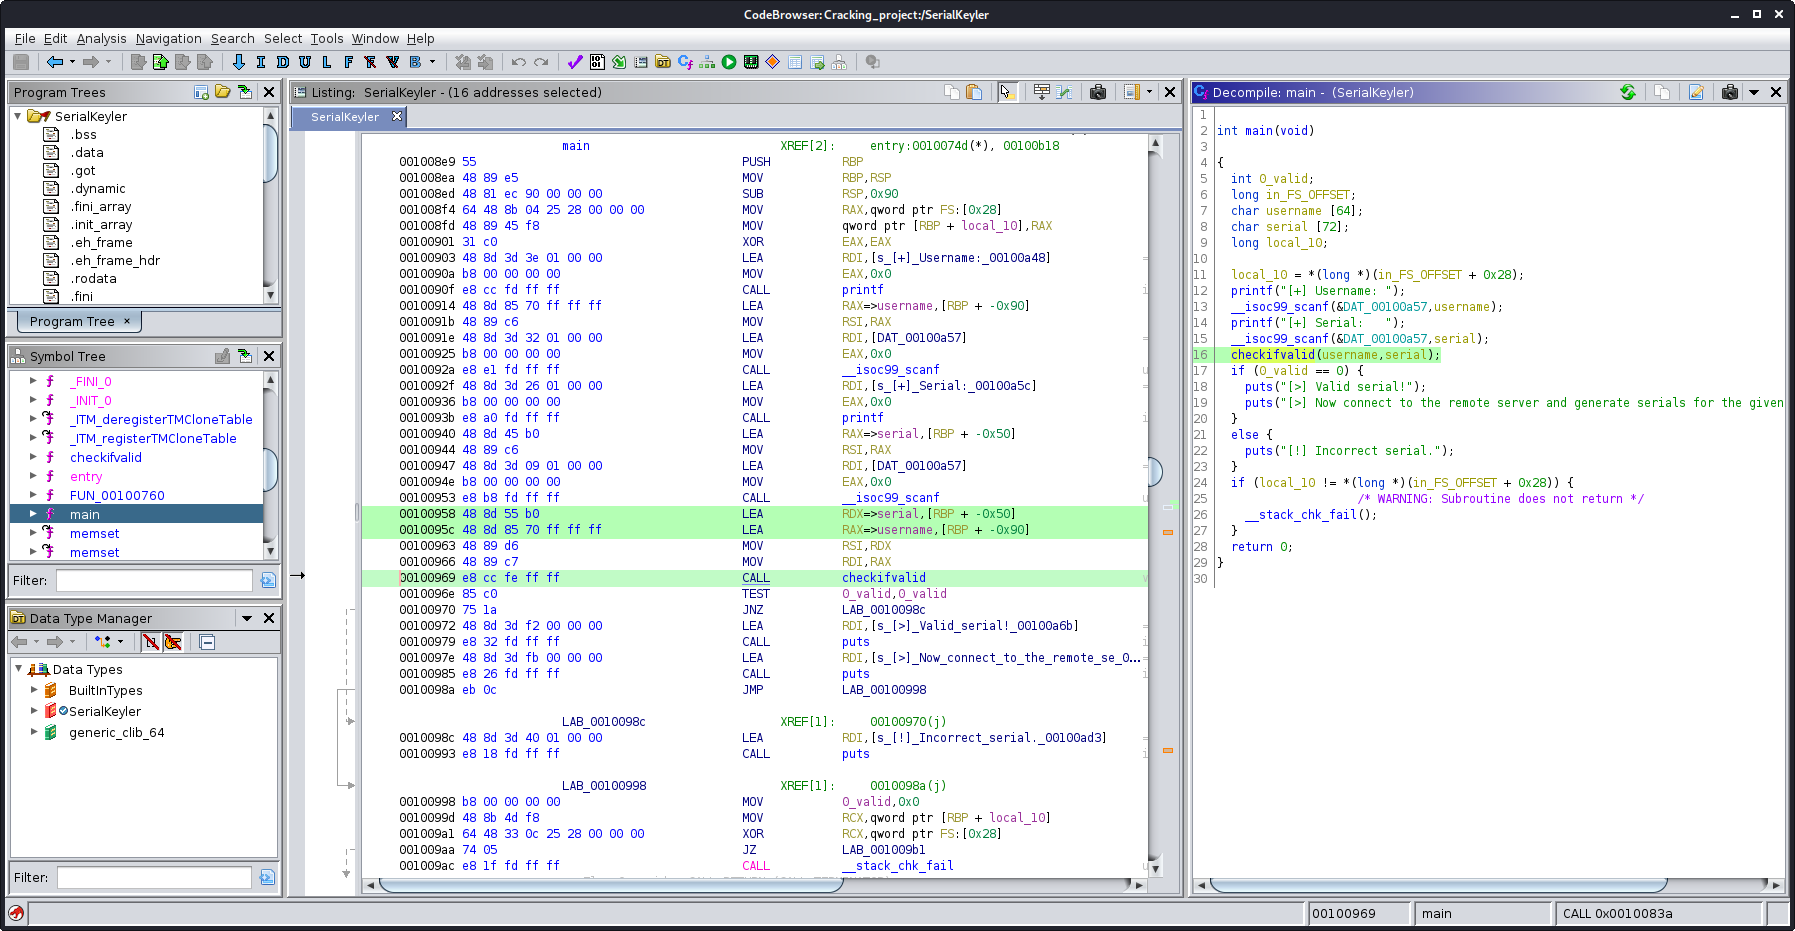 CodeBrowser: Cracking_project:/SerialKeyler
File Edit Analysis Navigation Search Select Tools Window Help
I D U L F B
Program Trees
SerialKeyler
.bss
.data
.got
.dynamic
.fini_array
.init_array
.eh_frame
.eh_frame_hdr
.rodata
.fini
Program Tree ×
Symbol Tree
f _FINI_0
f _INIT_0
f _ITM_deregisterTMCloneTable
f _ITM_registerTMCloneTable
f checkifvalid
f entry
f FUN_00100760
f main
f memset
f memset
Filter:
Data Type Manager
Data Types
BuiltInTypes
SerialKeyler
generic_clib_64
Filter:
Listing: SerialKeyler - (16 addresses selected)
SerialKeyler
main XREF[2]: entry:0010074d(*), 00100b18
001008e9 55 PUSH RBP
001008ea 48 89 e5 MOV RBP,RSP
001008ed 48 81 ec 90 00 00 00 SUB RSP,0x90
001008f4 64 48 8b 04 25 28 00 00 00 MOV RAX,qword ptr FS:[0x28]
001008fd 48 89 45 f8 MOV qword ptr [RBP + local_10],RAX
00100901 31 c0 XOR EAX,EAX
00100903 48 8d 3d 3e 01 00 00 LEA RDI,[s_[+]_Username:_00100a48]
0010090a b8 00 00 00 00 MOV EAX,0x0
0010090f e8 cc fd ff ff CALL printf
00100914 48 8d 85 70 ff ff ff LEA RAX=>username,[RBP + -0x90]
0010091b 48 89 c6 MOV RSI,RAX
0010091e 48 8d 3d 32 01 00 00 LEA RDI,[DAT_00100a57]
00100925 b8 00 00 00 00 MOV EAX,0x0
0010092a e8 e1 fd ff ff CALL __isoc99_scanf
0010092f 48 8d 3d 26 01 00 00 LEA RDI,[s_[+]_Serial:_00100a5c]
00100936 b8 00 00 00 00 MOV EAX,0x0
0010093b e8 a0 fd ff ff CALL printf
00100940 48 8d 45 b0 LEA RAX=>serial,[RBP + -0x50]
00100944 48 89 c6 MOV RSI,RAX
00100947 48 8d 3d 09 01 00 00 LEA RDI,[DAT_00100a57]
0010094e b8 00 00 00 00 MOV EAX,0x0
00100953 e8 b8 fd ff ff CALL __isoc99_scanf
00100958 48 8d 55 b0 LEA RDX=>serial,[RBP + -0x50]
0010095c 48 8d 85 70 ff ff ff LEA RAX=>username,[RBP + -0x90]
00100963 48 89 d6 MOV RSI,RDX
00100966 48 89 c7 MOV RDI,RAX
00100969 e8 cc fe ff ff CALL checkifvalid
0010096e 85 c0 TEST O_valid,O_valid
00100970 75 1a JNZ LAB_0010098c
00100972 48 8d 3d f2 00 00 00 LEA RDI,[s_[>]_Valid_serial!_00100a6b]
00100979 e8 32 fd ff ff CALL puts
0010097e 48 8d 3d fb 00 00 00 LEA RDI,[s_[>]_Now_connect_to_the_remote_se_0...
00100985 e8 26 fd ff ff CALL puts
0010098a eb 0c JMP LAB_00100998
LAB_0010098c XREF[1]: 00100970(j)
0010098c 48 8d 3d 40 01 00 00 LEA RDI,[s_[!]_Incorrect_serial._00100ad3]
00100993 e8 18 fd ff ff CALL puts
LAB_00100998 XREF[1]: 0010098a(j)
00100998 b8 00 00 00 00 MOV O_valid,0x0
0010099d 48 8b 4d f8 MOV RCX,qword ptr [RBP + local_10]
001009a1 64 48 33 0c 25 28 00 00 00 XOR RCX,qword ptr FS:[0x28]
001009aa 74 05 JZ LAB_001009b1
001009ac e8 1f fd ff ff CALL __stack_chk_fail
Decompile: main - (SerialKeyler)
1
2 int main(void)
3
4 {
5 int O_valid;
6 long in_FS_OFFSET;
7 char username [64];
8 char serial [72];
9 long local_10;
10
11 local_10 = *(long *)(in_FS_OFFSET + 0x28);
12 printf("[+] Username: ");
13 __isoc99_scanf(&DAT_00100a57,username);
14 printf("[+] Serial:   ");
15 __isoc99_scanf(&DAT_00100a57,serial);
16 checkifvalid(username,serial);
17 if (O_valid == 0) {
18 puts("[>] Valid serial!");
19 puts("[>] Now connect to the remote server and generate serials for the given
20 }
21 else {
22 puts("[!] Incorrect serial.");
23 }
24 if (local_10 != *(long *)(in_FS_OFFSET + 0x28)) {
25 /* WARNING: Subroutine does not return */
26 __stack_chk_fail();
27 }
28 return 0;
29 }
30
00100969 main CALL 0x0010083a